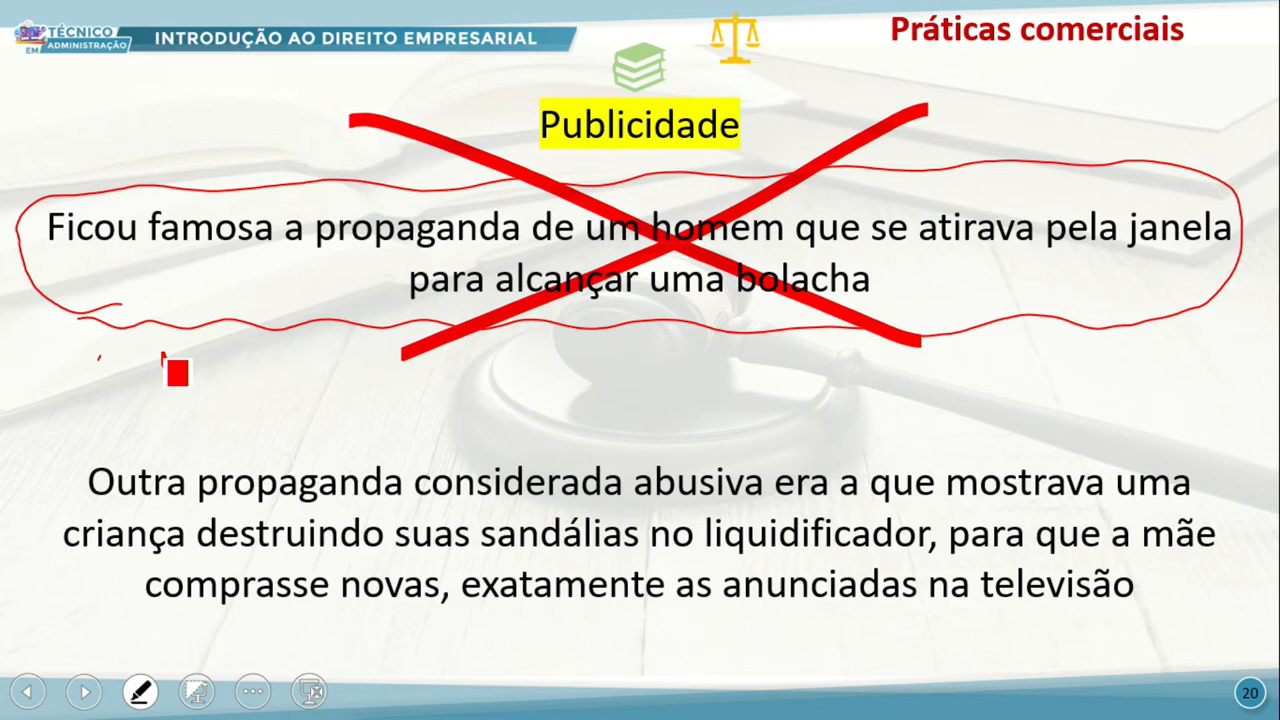 TÉCNICO
EM ADMINISTRAÇÃO
INTRODUÇÃO AO DIREITO EMPRESARIAL
Práticas comerciais
Publicidade
Ficou famosa a propaganda de um homem que se atirava pela janela
para alcançar uma bolacha
Outra propaganda considerada abusiva era a que mostrava uma
criança destruindo suas sandálias no liquidificador, para que a mãe
comprasse novas, exatamente as anunciadas na televisão
20